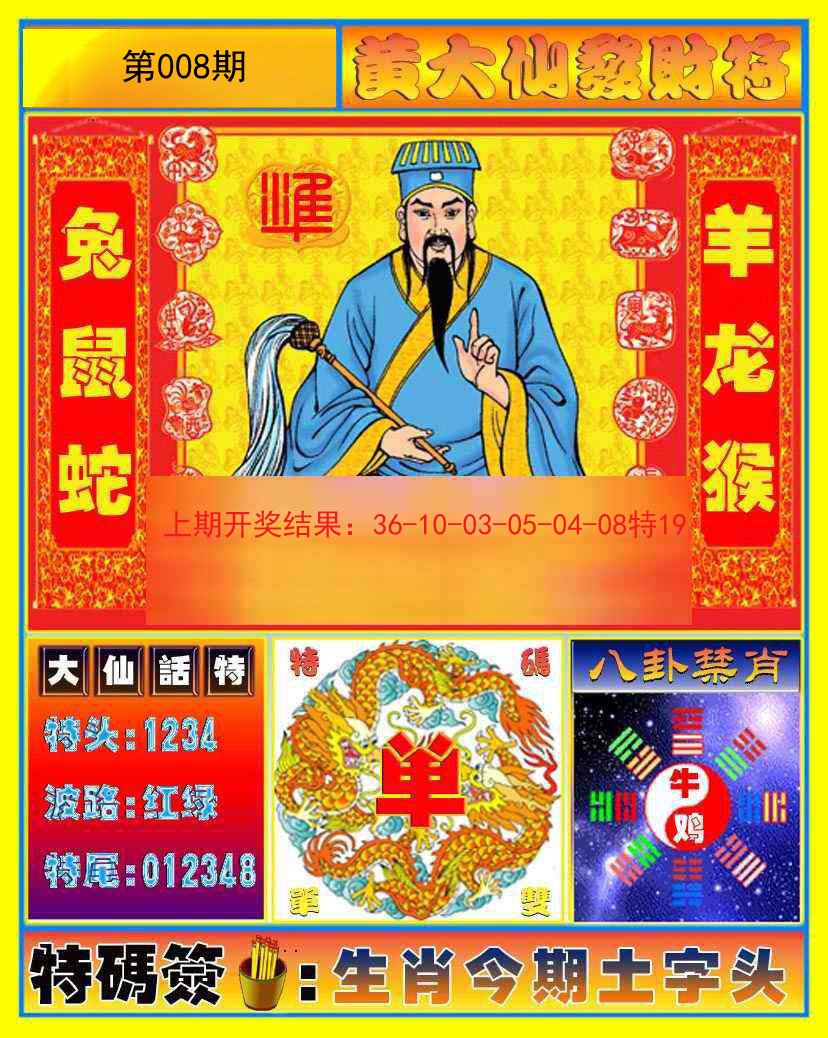 第008期
黃大仙發財符
兔鼠蛇
羊龙猴
上期开奖结果：36-10-03-05-04-08特19
大仙話特
特头:1234
波路:红绿
特尾:012348
特 碼
单
單 雙
八卦禁肖
牛
鸡
特碼簽:生肖今期土字头